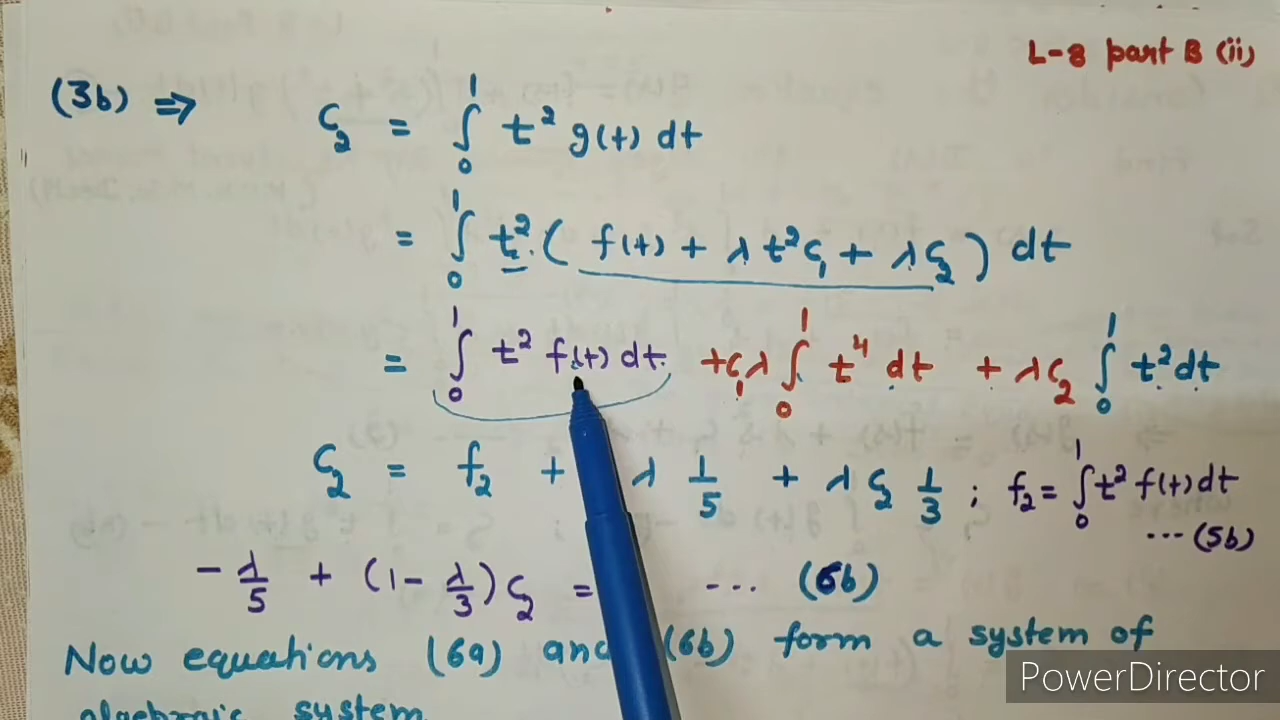 L-8 part B (ii)
(3b) ⇒ C₂ = ∫₀¹ t² g(t) dt
= ∫₀¹ t² ( f(t) + λ t² C₁ + λ C₂ ) dt
= ∫₀¹ t² f(t) dt + C₁ λ ∫₀¹ t⁴ dt + λ C₂ ∫₀¹ t² dt
C₂ = f₂ + λ 1/5 + λ C₂ 1/3 ; f₂ = ∫₀¹ t² f(t) dt
... (5b)
- λ/5 + (1 - λ/3) C₂ = ... (6b)
Now equations (6a) and (6b) form a system of
algebraic system
PowerDirector